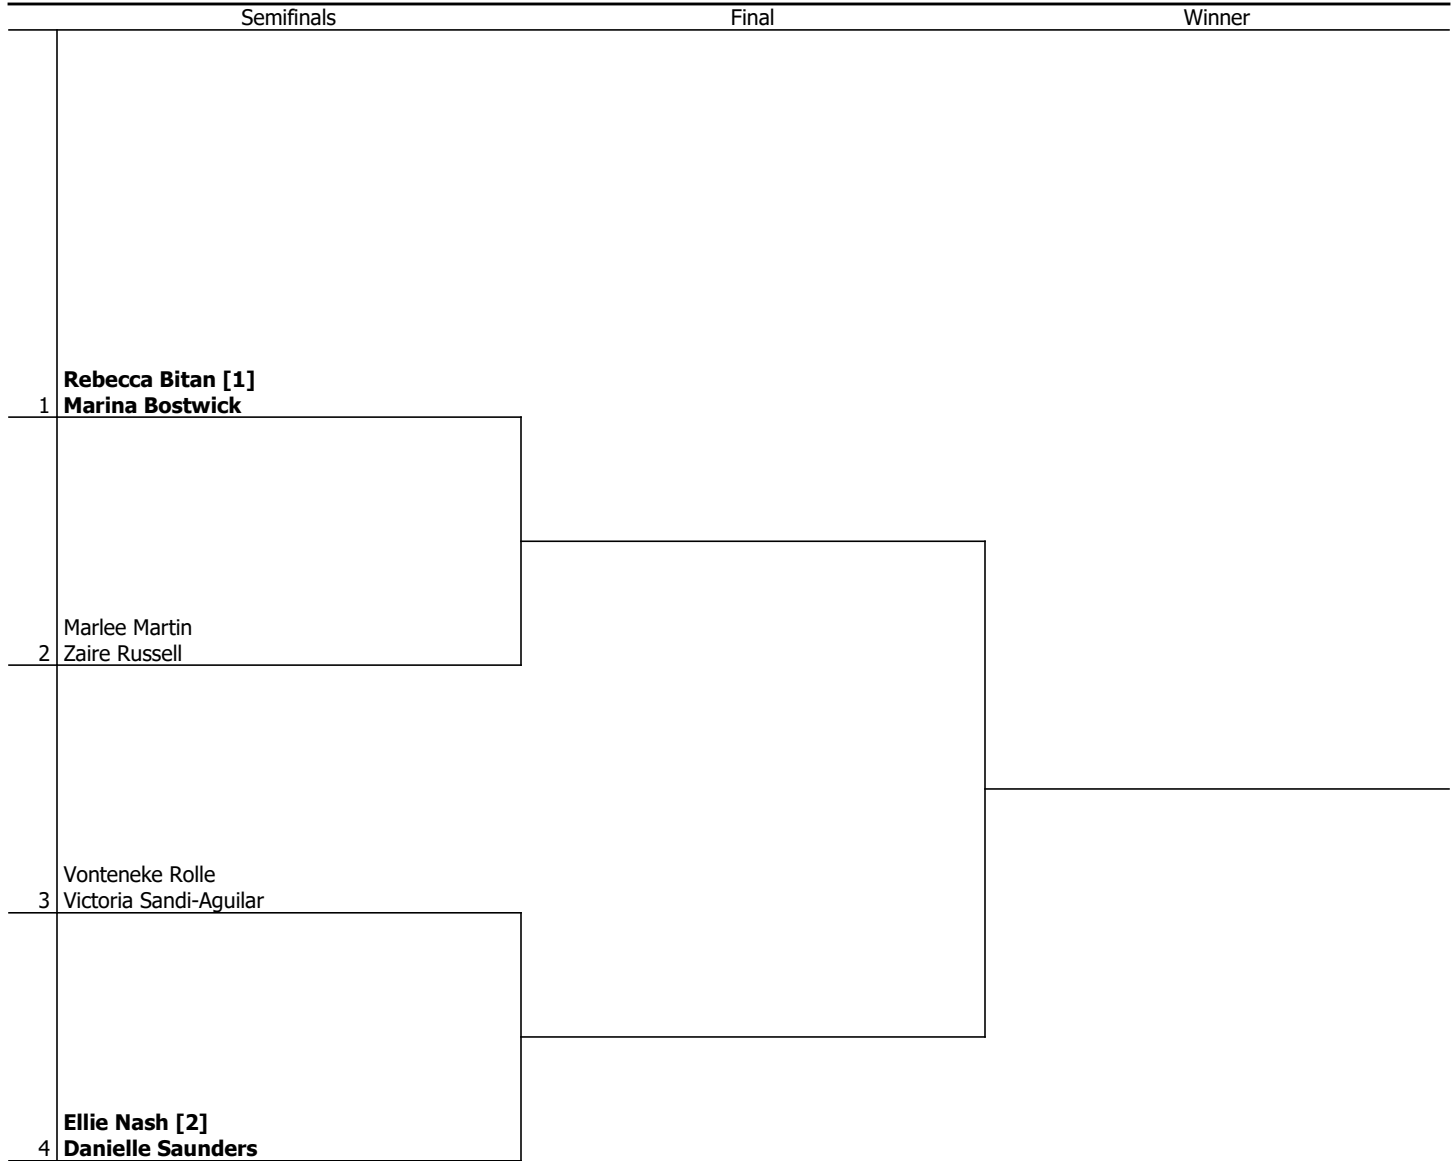 Semifinals Final Winner
Rebecca Bitan [1]
1 Marina Bostwick
Marlee Martin
2 Zaire Russell
Vonteneke Rolle
3 Victoria Sandi-Aguilar
Ellie Nash [2]
4 Danielle Saunders